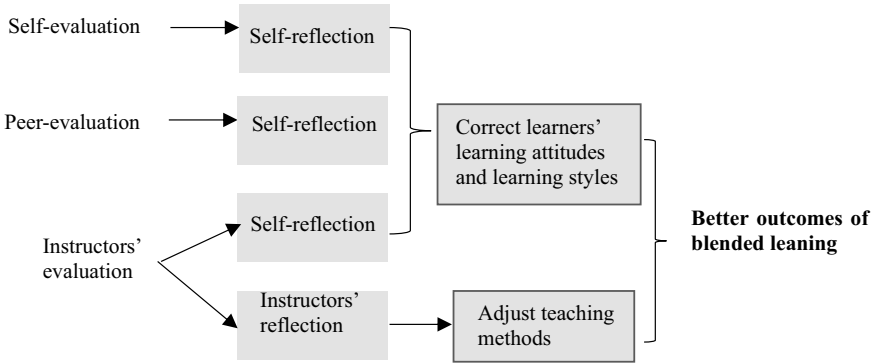 Self-evaluation
Self-reflection
Peer-evaluation
Self-reflection
Correct learners’
learning attitudes
and learning styles
Self-reflection
Instructors’
evaluation
Better outcomes of
blended leaning
Instructors’
reflection
Adjust teaching
methods